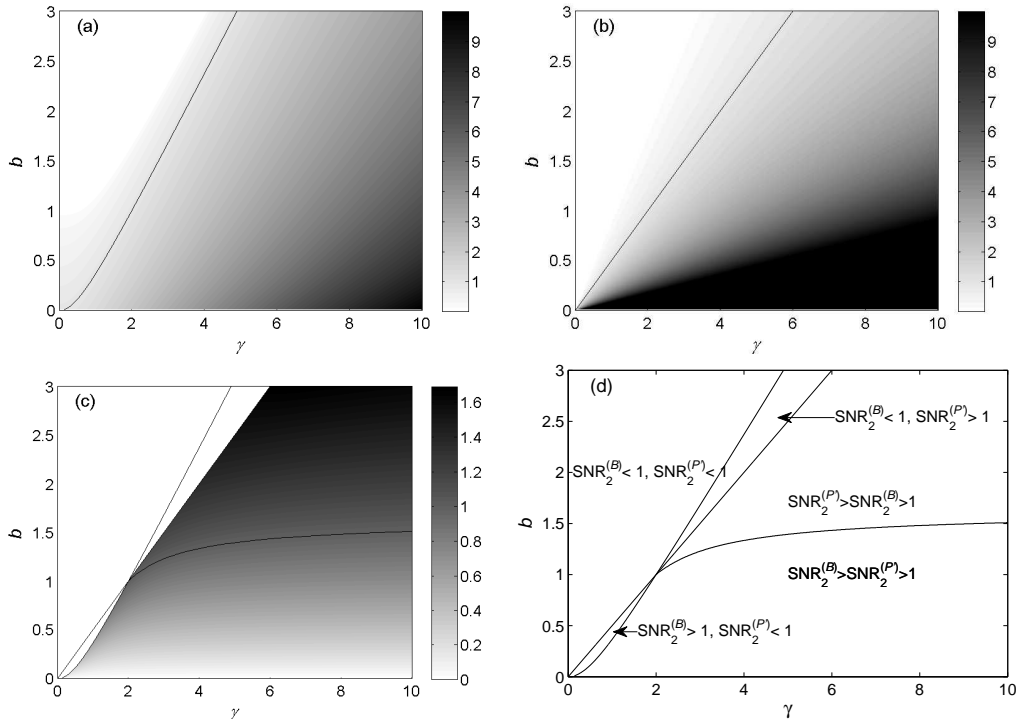 (a)
3
2.5
2
1.5
1
0.5
0
b
0 2 4 6 8 10
γ
9
8
7
6
5
4
3
2
1
(b)
3
2.5
2
1.5
1
0.5
0
b
0 2 4 6 8 10
γ
9
8
7
6
5
4
3
2
1
(c)
3
2.5
2
1.5
1
0.5
0
b
0 2 4 6 8 10
γ
1.6
1.4
1.2
1
0.8
0.6
0.4
0.2
0
(d)
3
2.5
2
1.5
1
0.5
0
b
0 2 4 6 8 10
γ
SNR₂⁽ᴮ⁾< 1, SNR₂⁽ᴾ⁾> 1
SNR₂⁽ᴮ⁾< 1, SNR₂⁽ᴾ⁾< 1
SNR₂⁽ᴾ⁾>SNR₂⁽ᴮ⁾>1
SNR₂⁽ᴮ⁾>SNR₂⁽ᴾ⁾>1
SNR₂⁽ᴮ⁾> 1, SNR₂⁽ᴾ⁾< 1